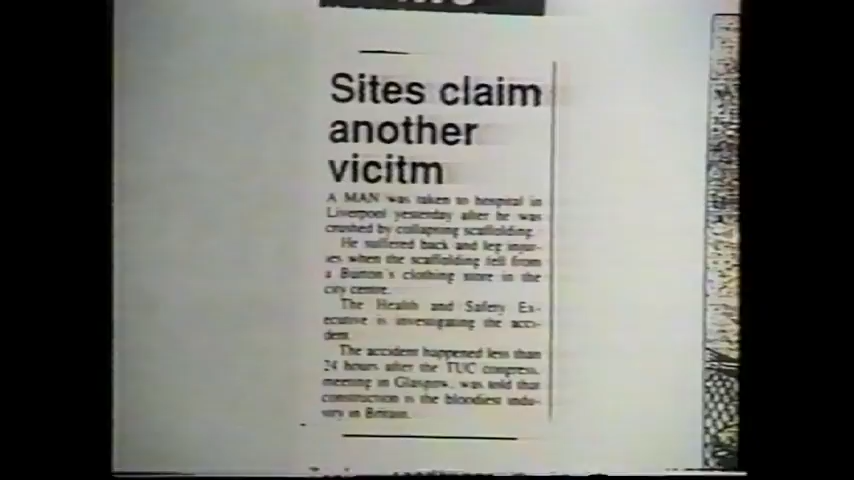 Sites claim
another
vicitm
A MAN was taken to hospital in
Liverpool yesterday after he was
crushed by collapsing scaffolding.
He suffered back and leg injur-
ies when the scaffolding fell from
a Burton's clothing store in the
city centre.
The Health and Safety Ex-
ecutive is investigating the acci-
dent.
The accident happened less than
24 hours after the TUC congress,
meeting in Glasgow, was told that
construction is the bloodiest indu-
stry in Britain.